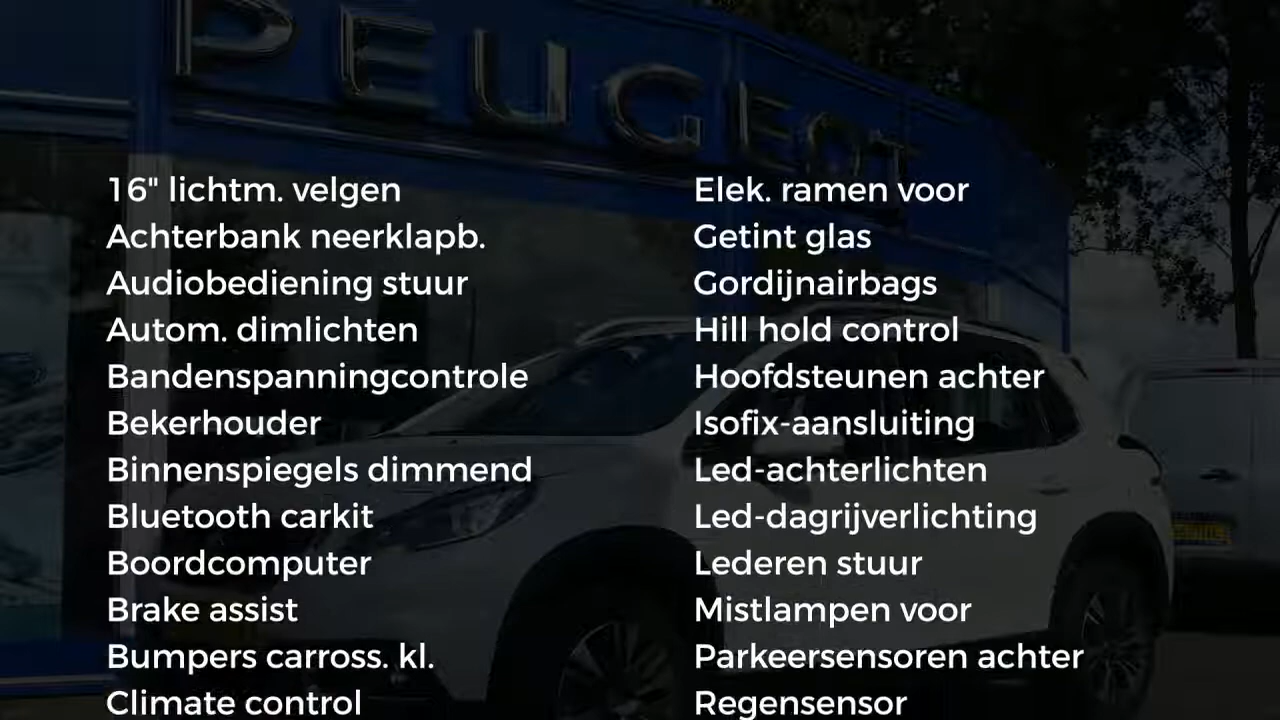 PEUGEOT
16" lichtm. velgen
Achterbank neerklapb.
Audiobediening stuur
Autom. dimlichten
Bandenspanningcontrole
Bekerhouder
Binnenspiegels dimmend
Bluetooth carkit
Boordcomputer
Brake assist
Bumpers carross. kl.
Climate control
Elek. ramen voor
Getint glas
Gordijnairbags
Hill hold control
Hoofdsteunen achter
Isofix-aansluiting
Led-achterlichten
Led-dagrijverlichting
Lederen stuur
Mistlampen voor
Parkeersensoren achter
Regensensor